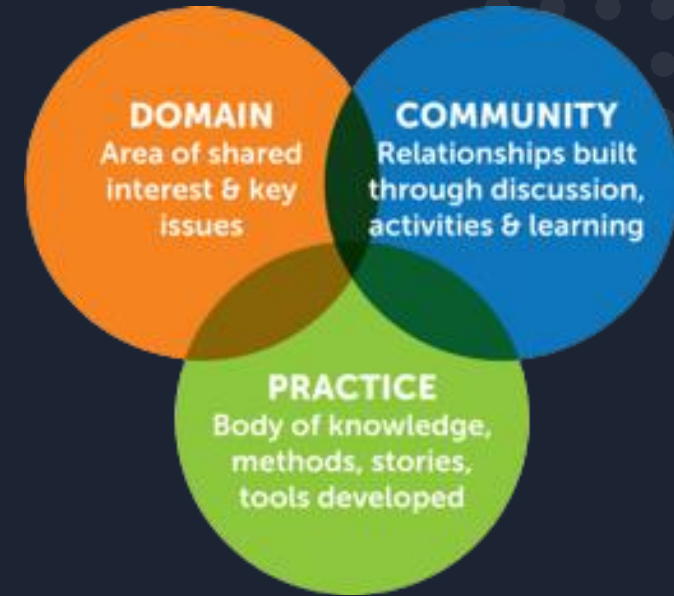 DOMAIN
Area of shared
interest & key
issues
COMMUNITY
Relationships built
through discussion,
activities & learning
PRACTICE
Body of knowledge,
methods, stories,
tools developed